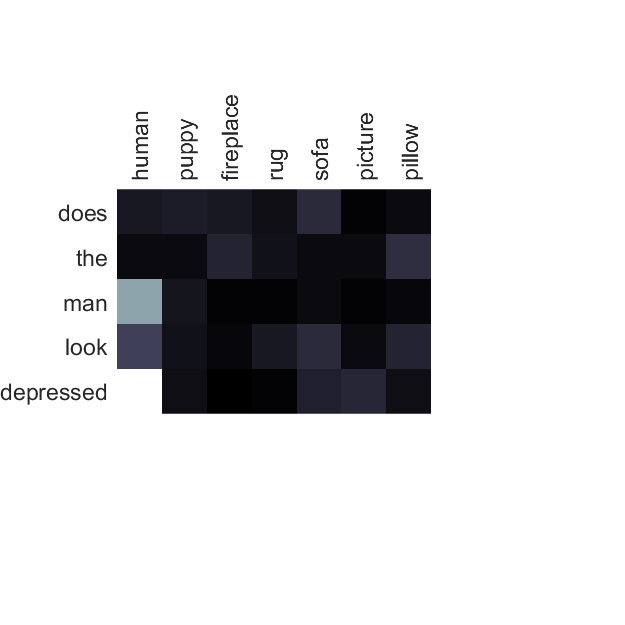 human puppy fireplace rug sofa picture pillow
does
the
man
look
depressed